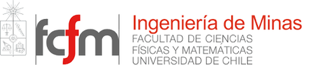 fcfm
Ingeniería de Minas
FACULTAD DE CIENCIAS
FÍSICAS Y MATEMÁTICAS
UNIVERSIDAD DE CHILE